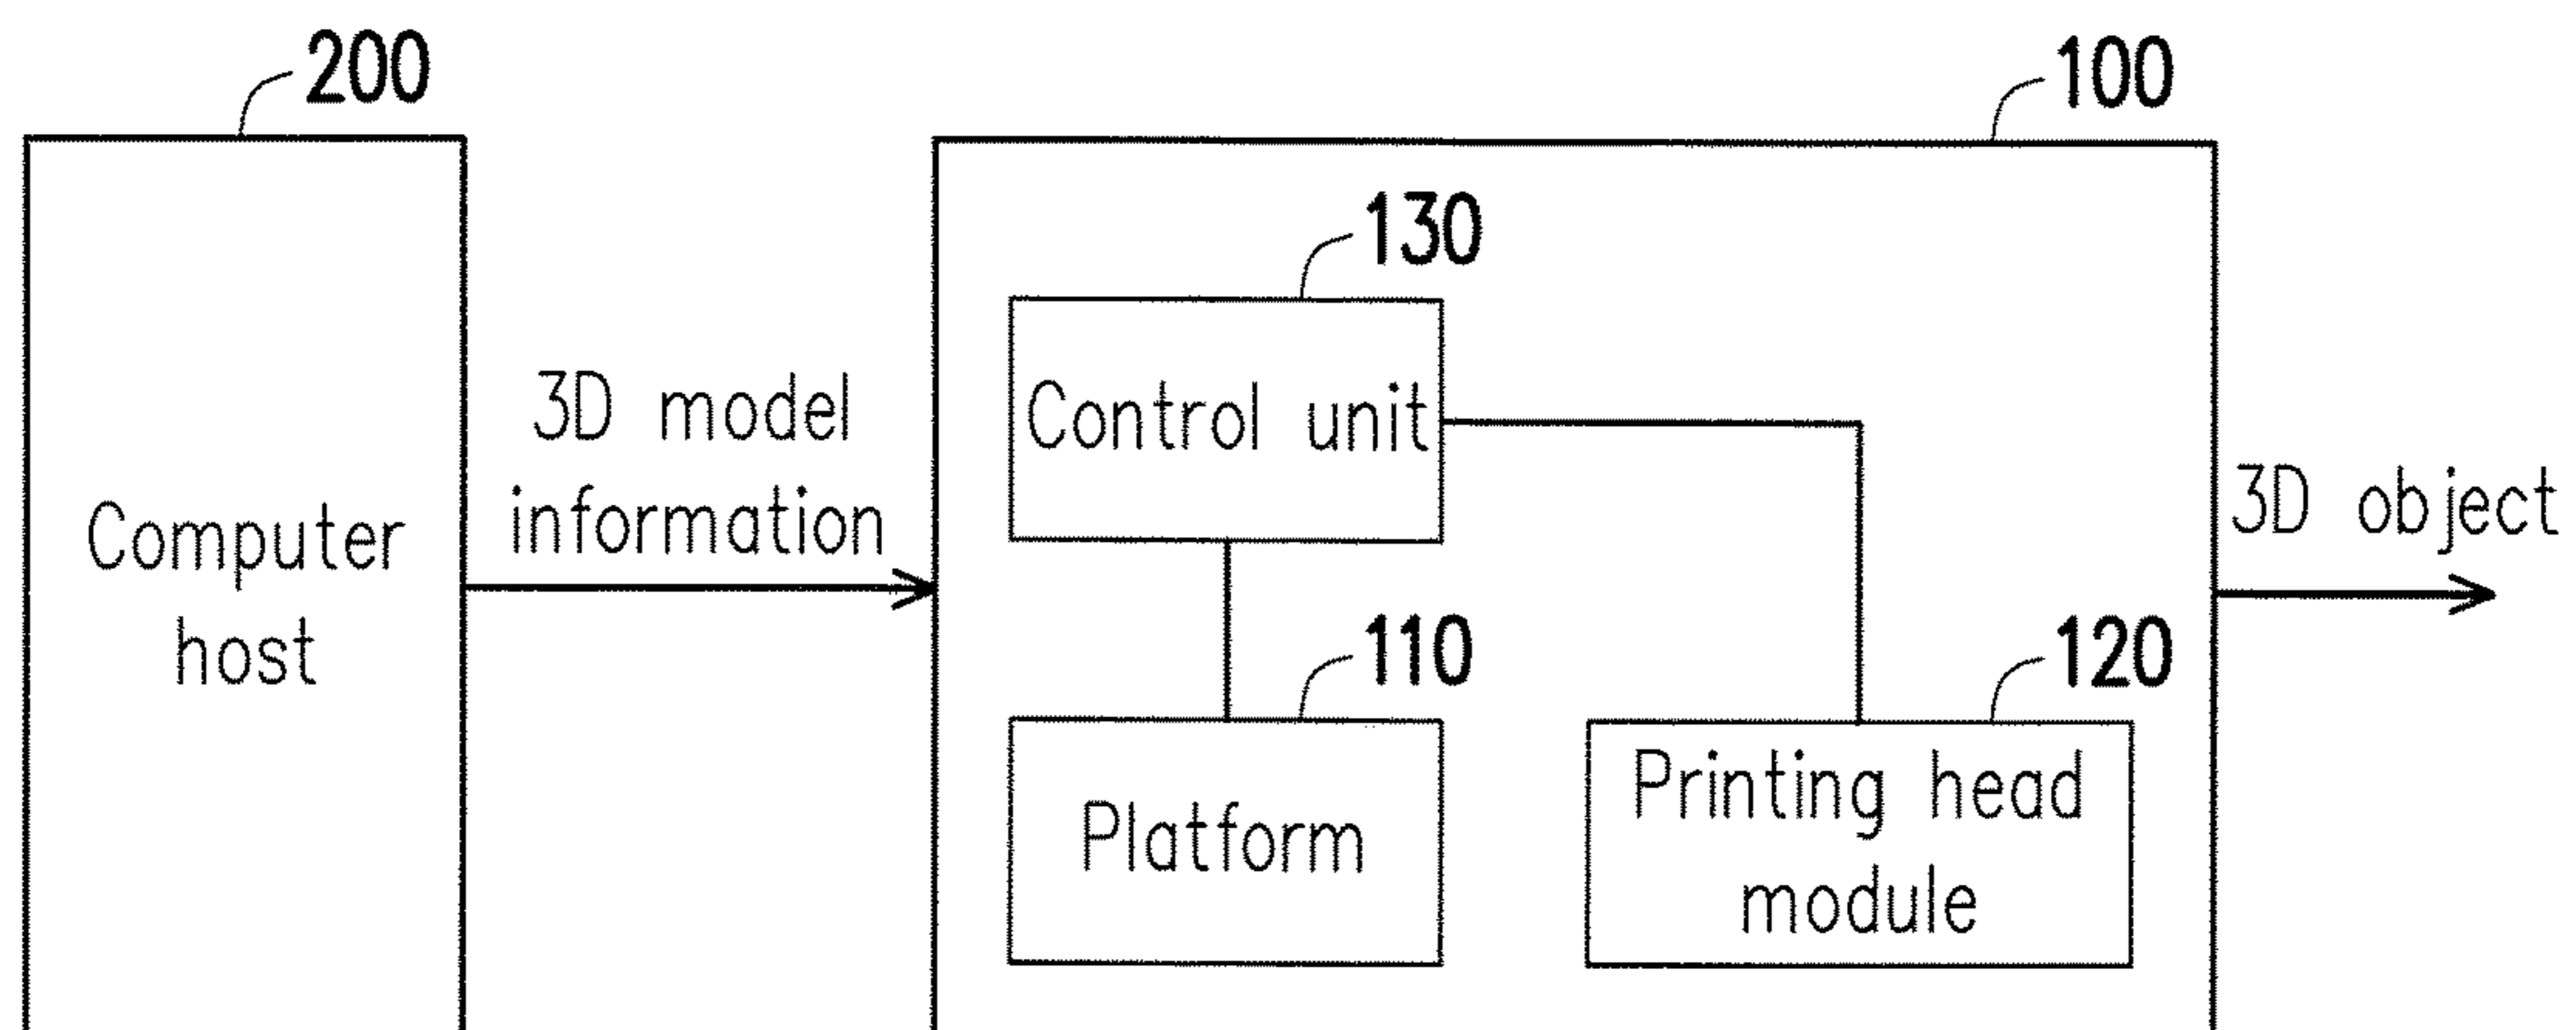 200
100
130
Control unit
3D model
information
Computer
host
3D object
110
120
Platform
Printing head
module